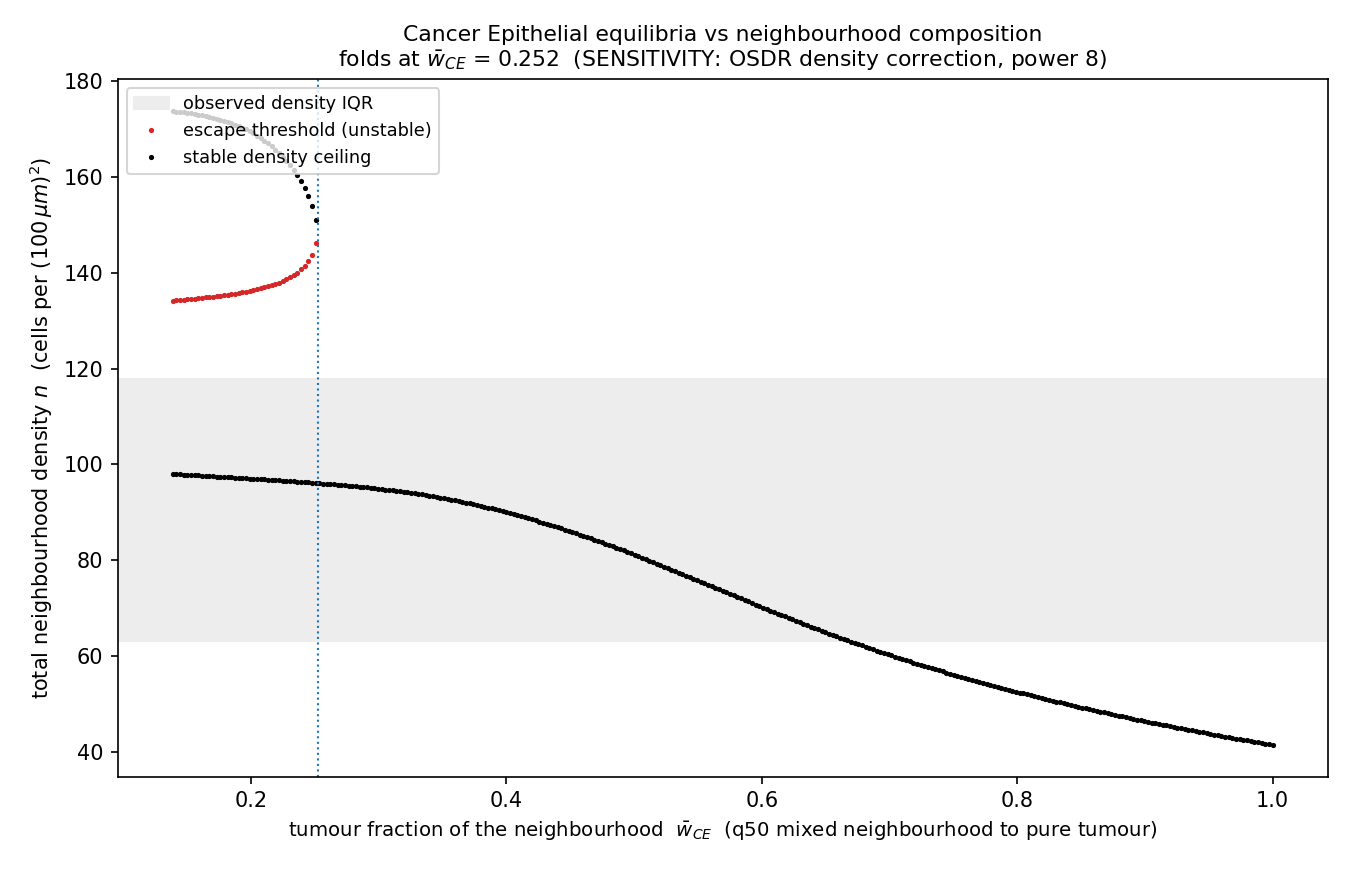 Cancer Epithelial equilibria vs neighbourhood composition
folds at w̄_CE = 0.252 (SENSITIVITY: OSDR density correction, power 8)
180
160
140
120
100
80
60
40
total neighbourhood density n (cells per (100 μm)²)
observed density IQR
escape threshold (unstable)
stable density ceiling
0.2
0.4
0.6
0.8
1.0
tumour fraction of the neighbourhood w̄_CE (q50 mixed neighbourhood to pure tumour)